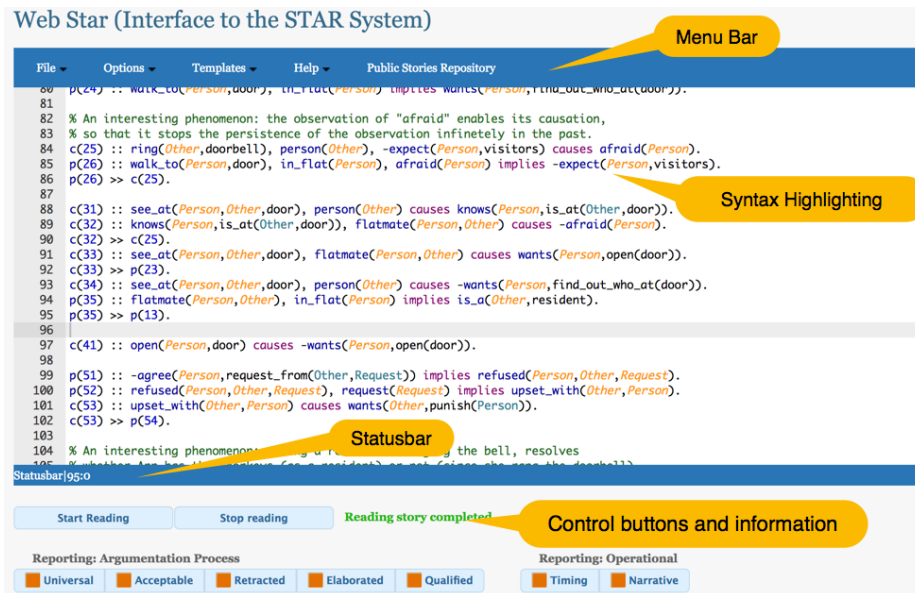 Web Star (Interface to the STAR System)
Menu Bar
File Options Templates Help Public Stories Repository
80 p(24) :: walk_to(Person,door), in_flat(Person) implies wants(Person,find_out_who_at(door)).
81
82 % An interesting phenomenon: the observation of "afraid" enables its causation,
83 % so that it stops the persistence of the observation infinetely in the past.
84 c(25) :: ring(Other,doorbell), person(Other), -expect(Person,visitors) causes afraid(Person).
85 p(26) :: walk_to(Person,door), in_flat(Person), afraid(Person) implies -expect(Person,visitors).
86 p(26) >> c(25).
87
Syntax Highlighting
88 c(31) :: see_at(Person,Other,door), person(Other) causes knows(Person,is_at(Other,door)).
89 c(32) :: knows(Person,is_at(Other,door)), flatmate(Person,Other) causes -afraid(Person).
90 c(32) >> c(25).
91 c(33) :: see_at(Person,Other,door), flatmate(Person,Other) causes wants(Person,open(door)).
92 c(33) >> p(23).
93 c(34) :: see_at(Person,Other,door), person(Other) causes -wants(Person,find_out_who_at(door)).
94 p(35) :: flatmate(Person,Other), in_flat(Person) implies is_a(Other,resident).
95 p(35) >> p(13).
96
97 c(41) :: open(Person,door) causes -wants(Person,open(door)).
98
99 p(51) :: -agree(Person,request_from(Other,Request)) implies refused(Person,Other,Request).
100 p(52) :: refused(Person,Other,Request), request(Request) implies upset_with(Other,Person).
101 c(53) :: upset_with(Other,Person) causes wants(Other,punish(Person)).
102 c(53) >> p(54).
103
Statusbar
104 % An interesting phenomenon: the bell, resolves
105 % whether Ann has the
Statusbar|95:0
Start Reading Stop reading Reading story completed
Control buttons and information
Reporting: Argumentation Process Reporting: Operational
Universal Acceptable Retracted Elaborated Qualified Timing Narrative